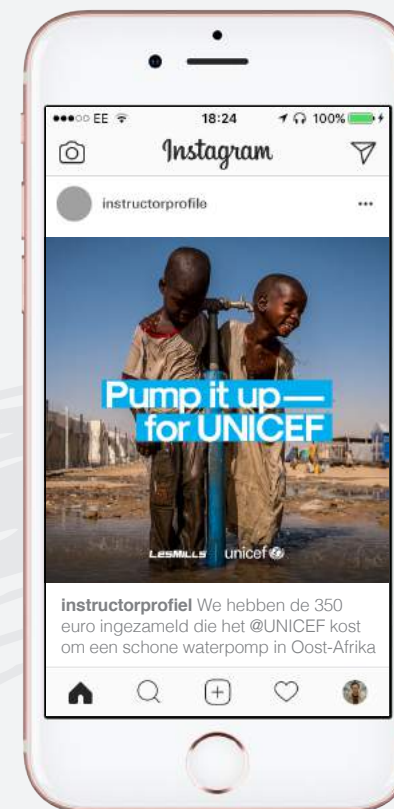 EE 18:24 100%
Instagram
instructorprofile
Pump it up—
for UNICEF
LESMILLS unicef
instructorprofiel We hebben de 350
euro ingezameld die het @UNICEF kost
om een schone waterpomp in Oost-Afrika